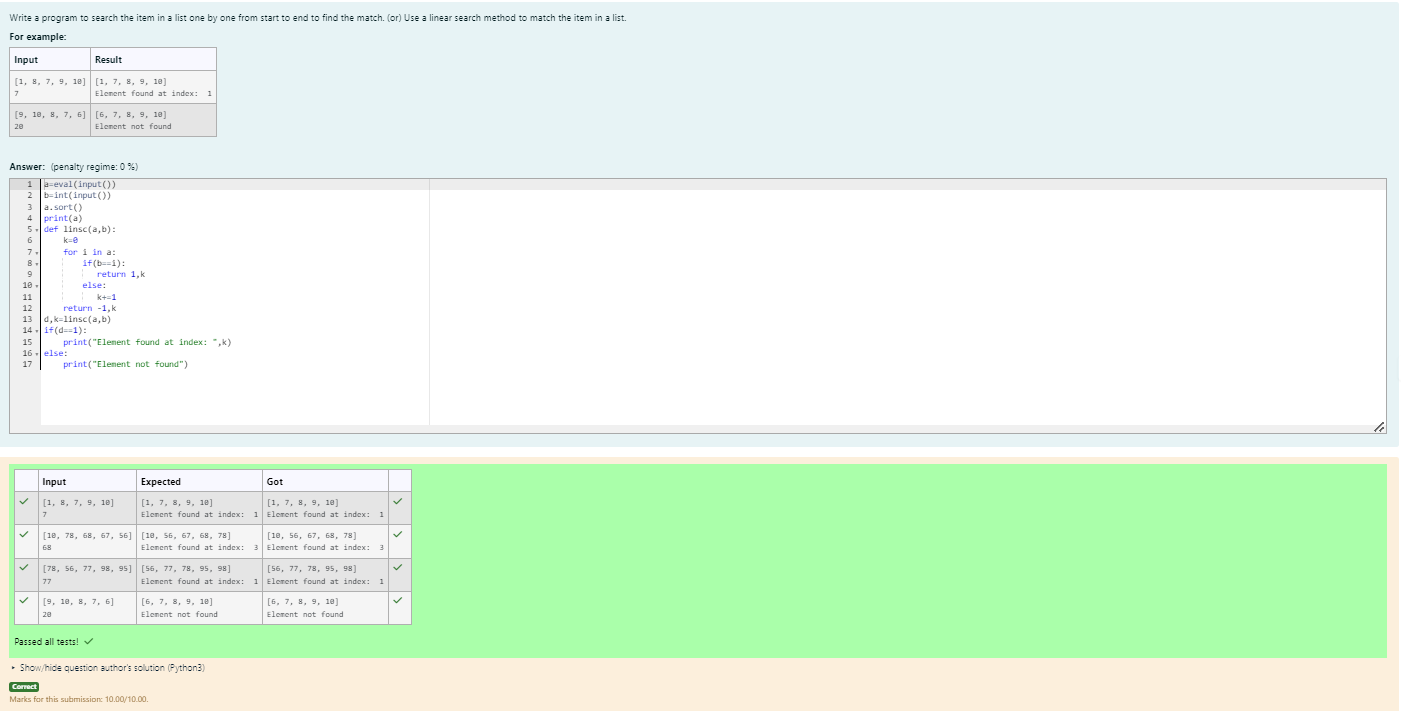 Write a program to search the item in a list one by one from start to end to find the match. (or) Use a linear search method to match the item in a list.
For example:
Input Result
[1, 8, 7, 9, 10] [1, 7, 8, 9, 10]
7 Element found at index:  1
[9, 10, 8, 7, 6] [6, 7, 8, 9, 10]
20 Element not found
Answer: (penalty regime: 0 %)
1 a=eval(input())
2 b=int(input())
3 a.sort()
4 print(a)
5 def linsc(a,b):
6     k=0
7     for i in a:
8         if(b==i):
9             return 1,k
10         else:
11             k+=1
12     return -1,k
13 d,k=linsc(a,b)
14 if(d==1):
15     print("Element found at index: ",k)
16 else:
17     print("Element not found")
Input Expected Got
[1, 8, 7, 9, 10] [1, 7, 8, 9, 10] [1, 7, 8, 9, 10]
7 Element found at index:  1 Element found at index:  1
[10, 78, 68, 67, 56] [10, 56, 67, 68, 78] [10, 56, 67, 68, 78]
68 Element found at index:  3 Element found at index:  3
[78, 56, 77, 98, 95] [56, 77, 78, 95, 98] [56, 77, 78, 95, 98]
77 Element found at index:  1 Element found at index:  1
[9, 10, 8, 7, 6] [6, 7, 8, 9, 10] [6, 7, 8, 9, 10]
20 Element not found Element not found
Passed all tests!
Show/hide question author's solution (Python3)
Correct
Marks for this submission: 10.00/10.00.